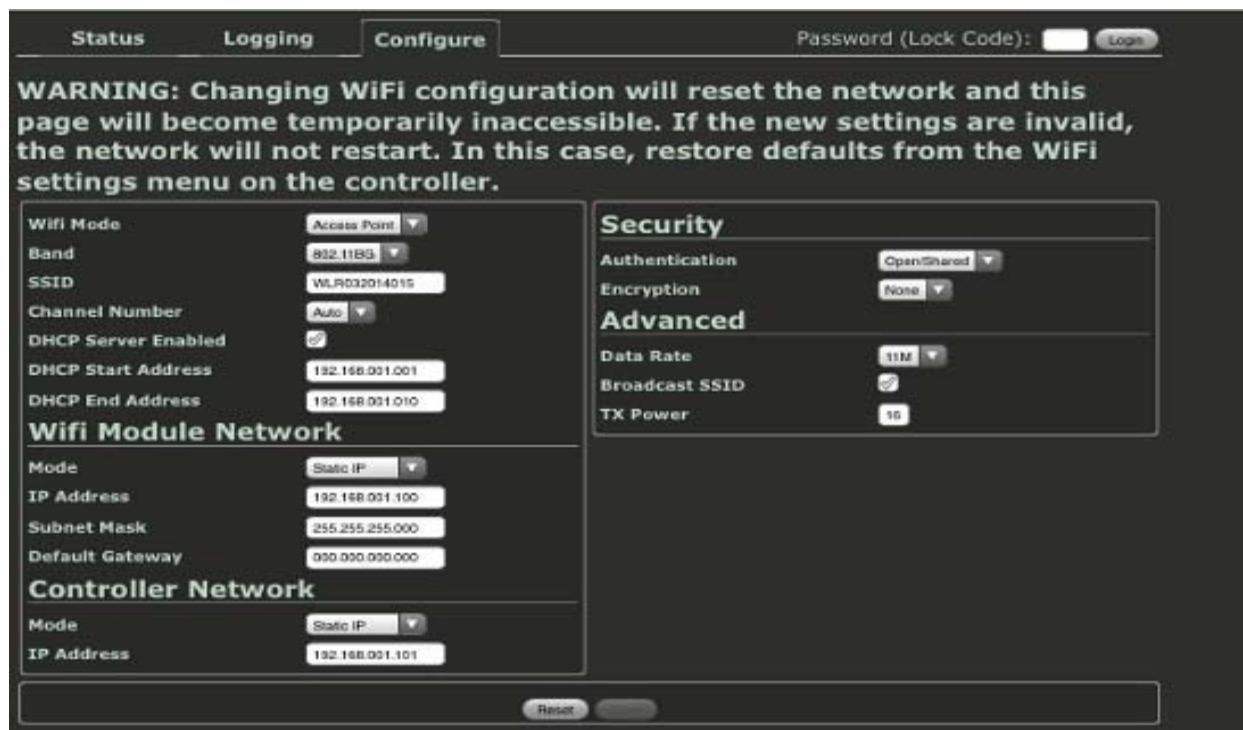 Status Logging Configure Password (Lock Code): Login
WARNING: Changing WiFi configuration will reset the network and this
page will become temporarily inaccessible. If the new settings are invalid,
the network will not restart. In this case, restore defaults from the WiFi
settings menu on the controller.
Wifi Mode Access Point
Band 802.11BG
SSID WLR032014015
Channel Number Auto
DHCP Server Enabled
DHCP Start Address 192.168.001.001
DHCP End Address 192.168.001.010
Wifi Module Network
Mode Static IP
IP Address 192.168.001.100
Subnet Mask 255.255.255.000
Default Gateway 000.000.000.000
Controller Network
Mode Static IP
IP Address 192.168.001.101
Security
Authentication Open/Shared
Encryption None
Advanced
Data Rate 11M
Broadcast SSID
TX Power 16
Reset